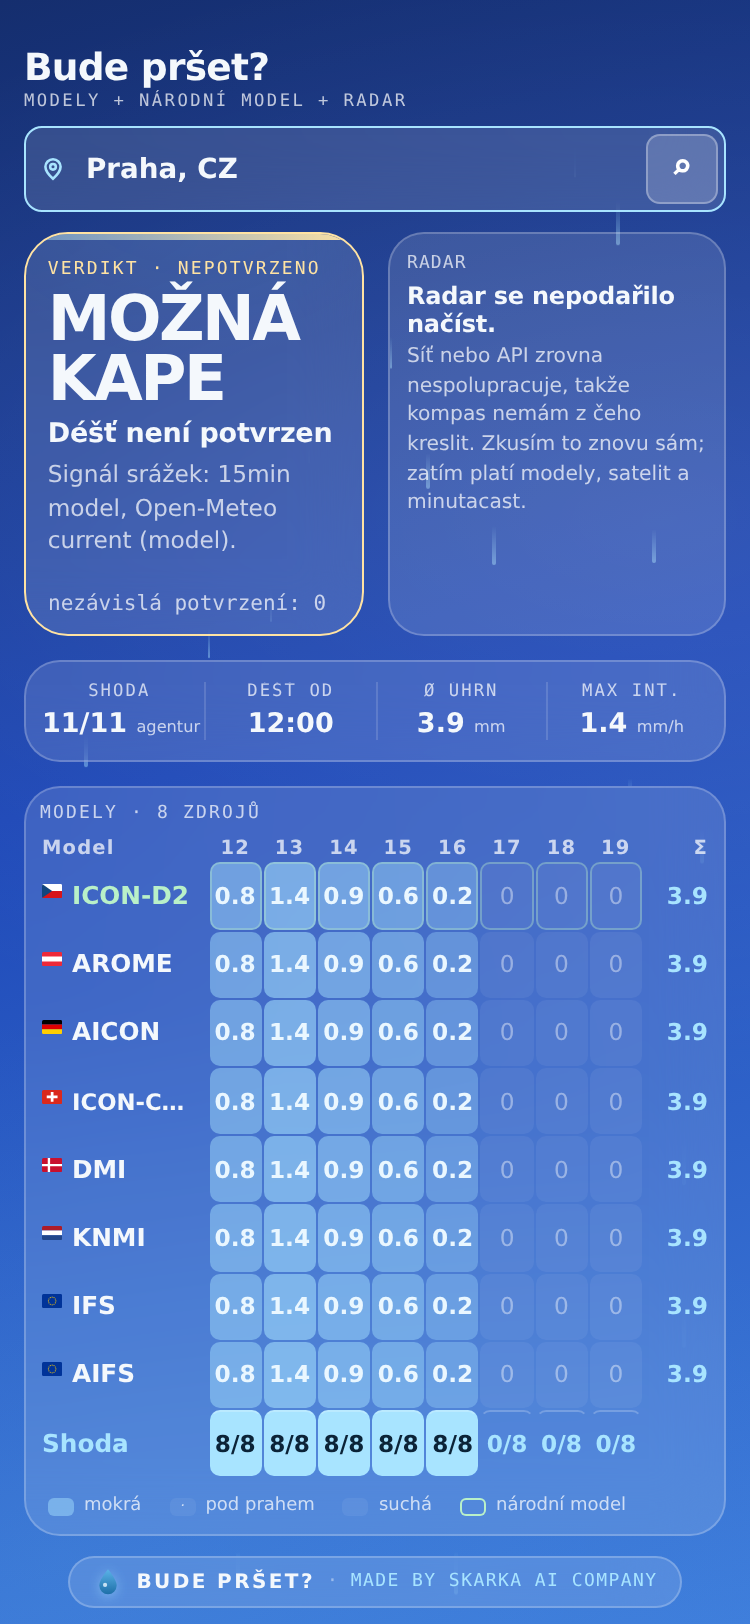 Bude pršet?
MODELY + NÁRODNÍ MODEL + RADAR
Praha, CZ
VERDIKT · NEPOTVRZENO
MOŽNÁ
KAPE
Déšť není potvrzen
Signál srážek: 15min
model, Open-Meteo
current (model).
nezávislá potvrzení: 0
RADAR
Radar se nepodařilo
načíst.
Síť nebo API zrovna
nespolupracuje, takže
kompas nemám z čeho
kreslit. Zkusím to znovu sám;
zatím platí modely, satelit a
minutacast.
SHODA DÉŠŤ OD Ø ÚHRN MAX INT.
11/11 agentur 12:00 3.9 mm 1.4 mm/h
MODELY · 8 ZDROJŮ
Model 12 13 14 15 16 17 18 19 Σ
ICON-D2 0.8 1.4 0.9 0.6 0.2 0 0 0 3.9
AROME 0.8 1.4 0.9 0.6 0.2 0 0 0 3.9
AICON 0.8 1.4 0.9 0.6 0.2 0 0 0 3.9
ICON-C… 0.8 1.4 0.9 0.6 0.2 0 0 0 3.9
DMI 0.8 1.4 0.9 0.6 0.2 0 0 0 3.9
KNMI 0.8 1.4 0.9 0.6 0.2 0 0 0 3.9
IFS 0.8 1.4 0.9 0.6 0.2 0 0 0 3.9
AIFS 0.8 1.4 0.9 0.6 0.2 0 0 0 3.9
Shoda 8/8 8/8 8/8 8/8 8/8 0/8 0/8 0/8
mokrá · pod prahem suchá národní model
BUDE PRŠET? · MADE BY SKARKA AI COMPANY